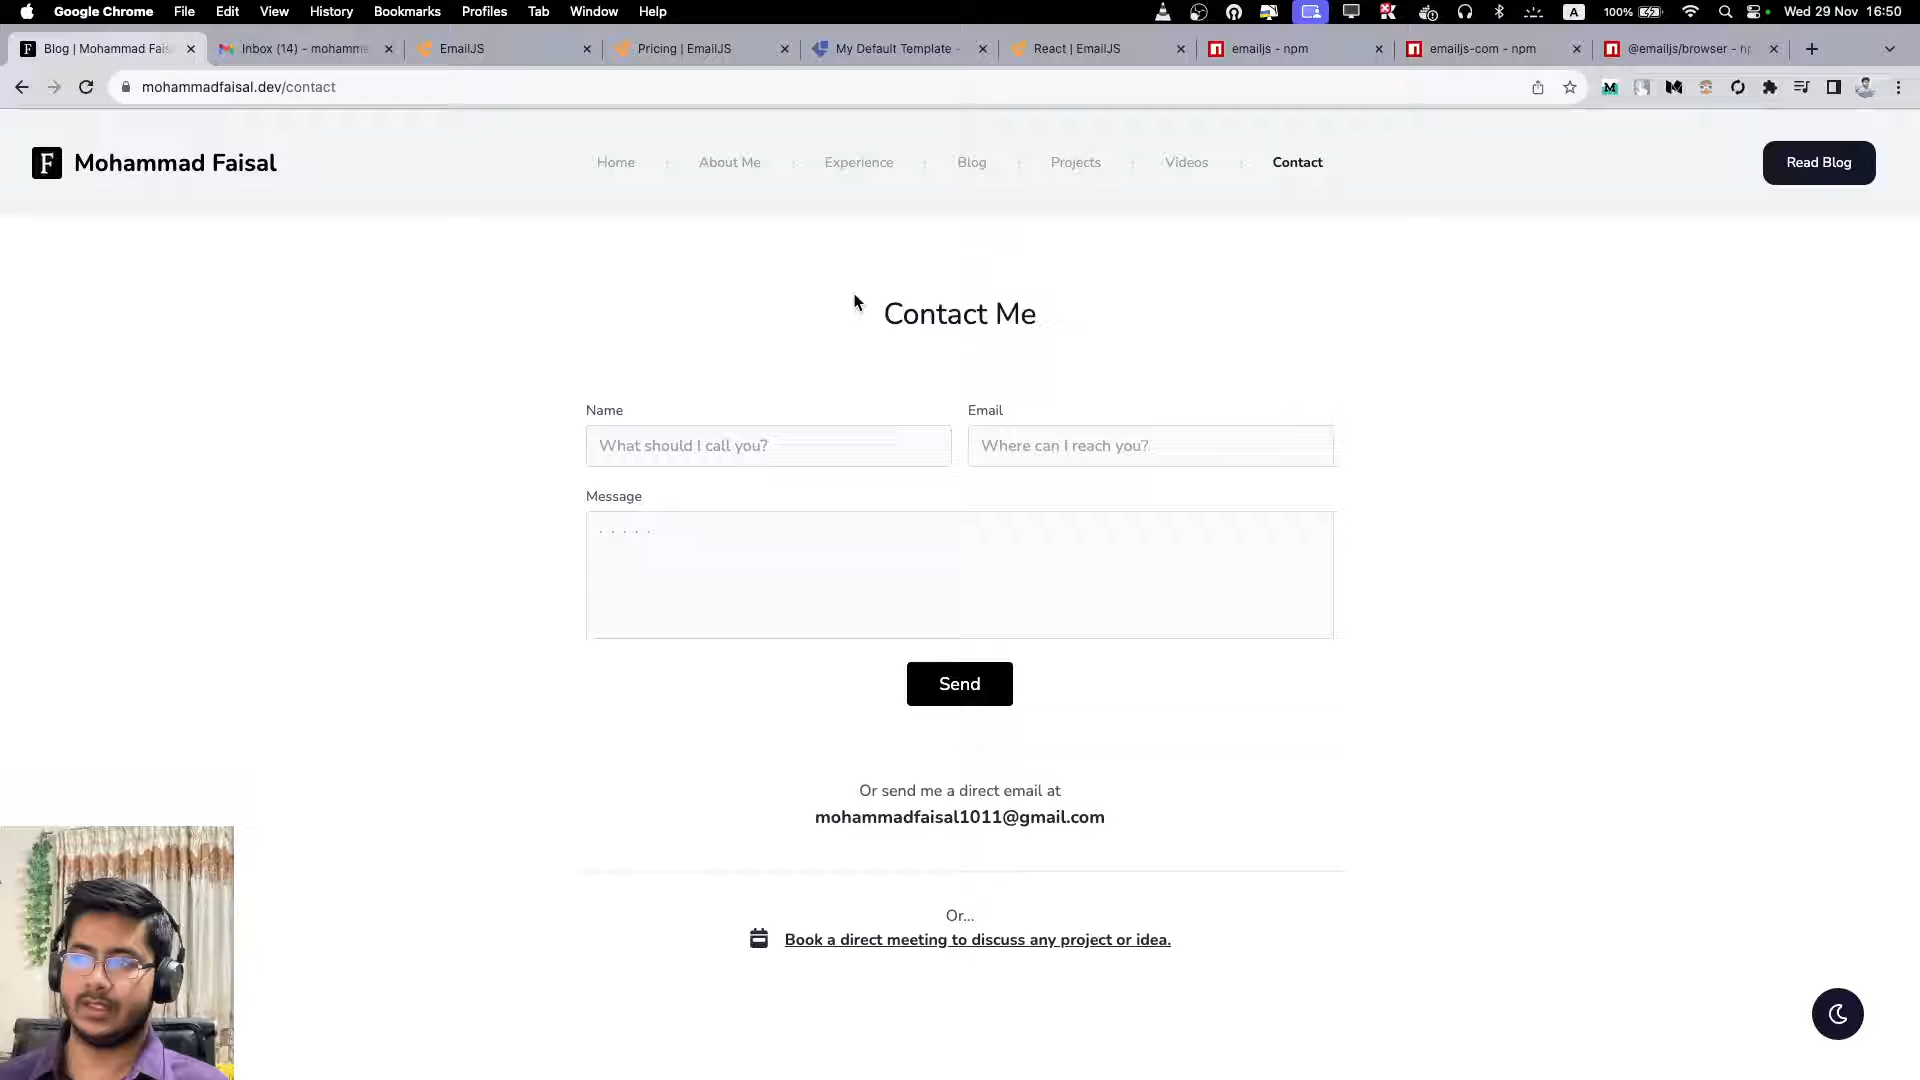 Google Chrome File Edit View History Bookmarks Profiles Tab Window Help A 100% Wed 29 Nov 16:50
Blog | Mohammad Fais Inbox (14) - mohamme EmailJS Pricing | EmailJS My Default Template - React | EmailJS emailjs - npm emailjs-com - npm @emailjs/browser - np
mohammadfaisal.dev/contact
F Mohammad Faisal Home About Me Experience Blog Projects Videos Contact Read Blog
Contact Me
Name Email
What should I call you? Where can I reach you?
Message
. . . . .
Send
Or send me a direct email at
mohammadfaisal1011@gmail.com
Or...
Book a direct meeting to discuss any project or idea.